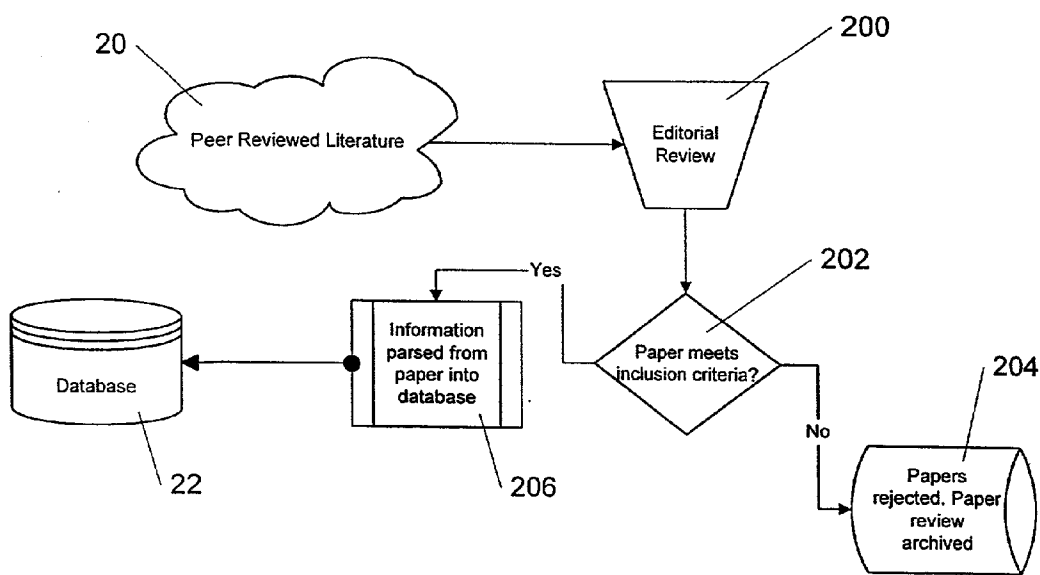 20
200
Peer Reviewed Literature
Editorial
Review
202
Yes
Information
parsed from
paper into
database
Paper meets
inclusion criteria?
204
Database
No
22
206
Papers
rejected. Paper
review
archived